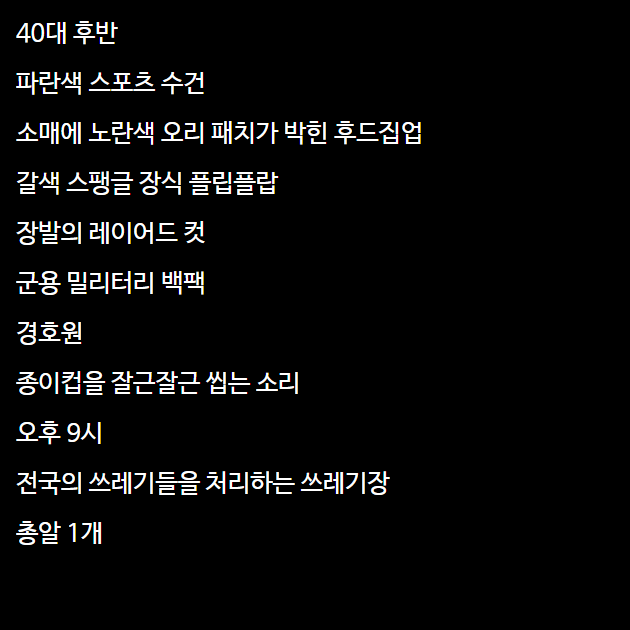 40대 후반
파란색 스포츠 수건
소매에 노란색 오리 패치가 박힌 후드집업
갈색 스팽글 장식 플립플랍
장발의 레이어드 컷
군용 밀리터리 백팩
경호원
종이컵을 잘근잘근 씹는 소리
오후 9시
전국의 쓰레기들을 처리하는 쓰레기장
총알 1개